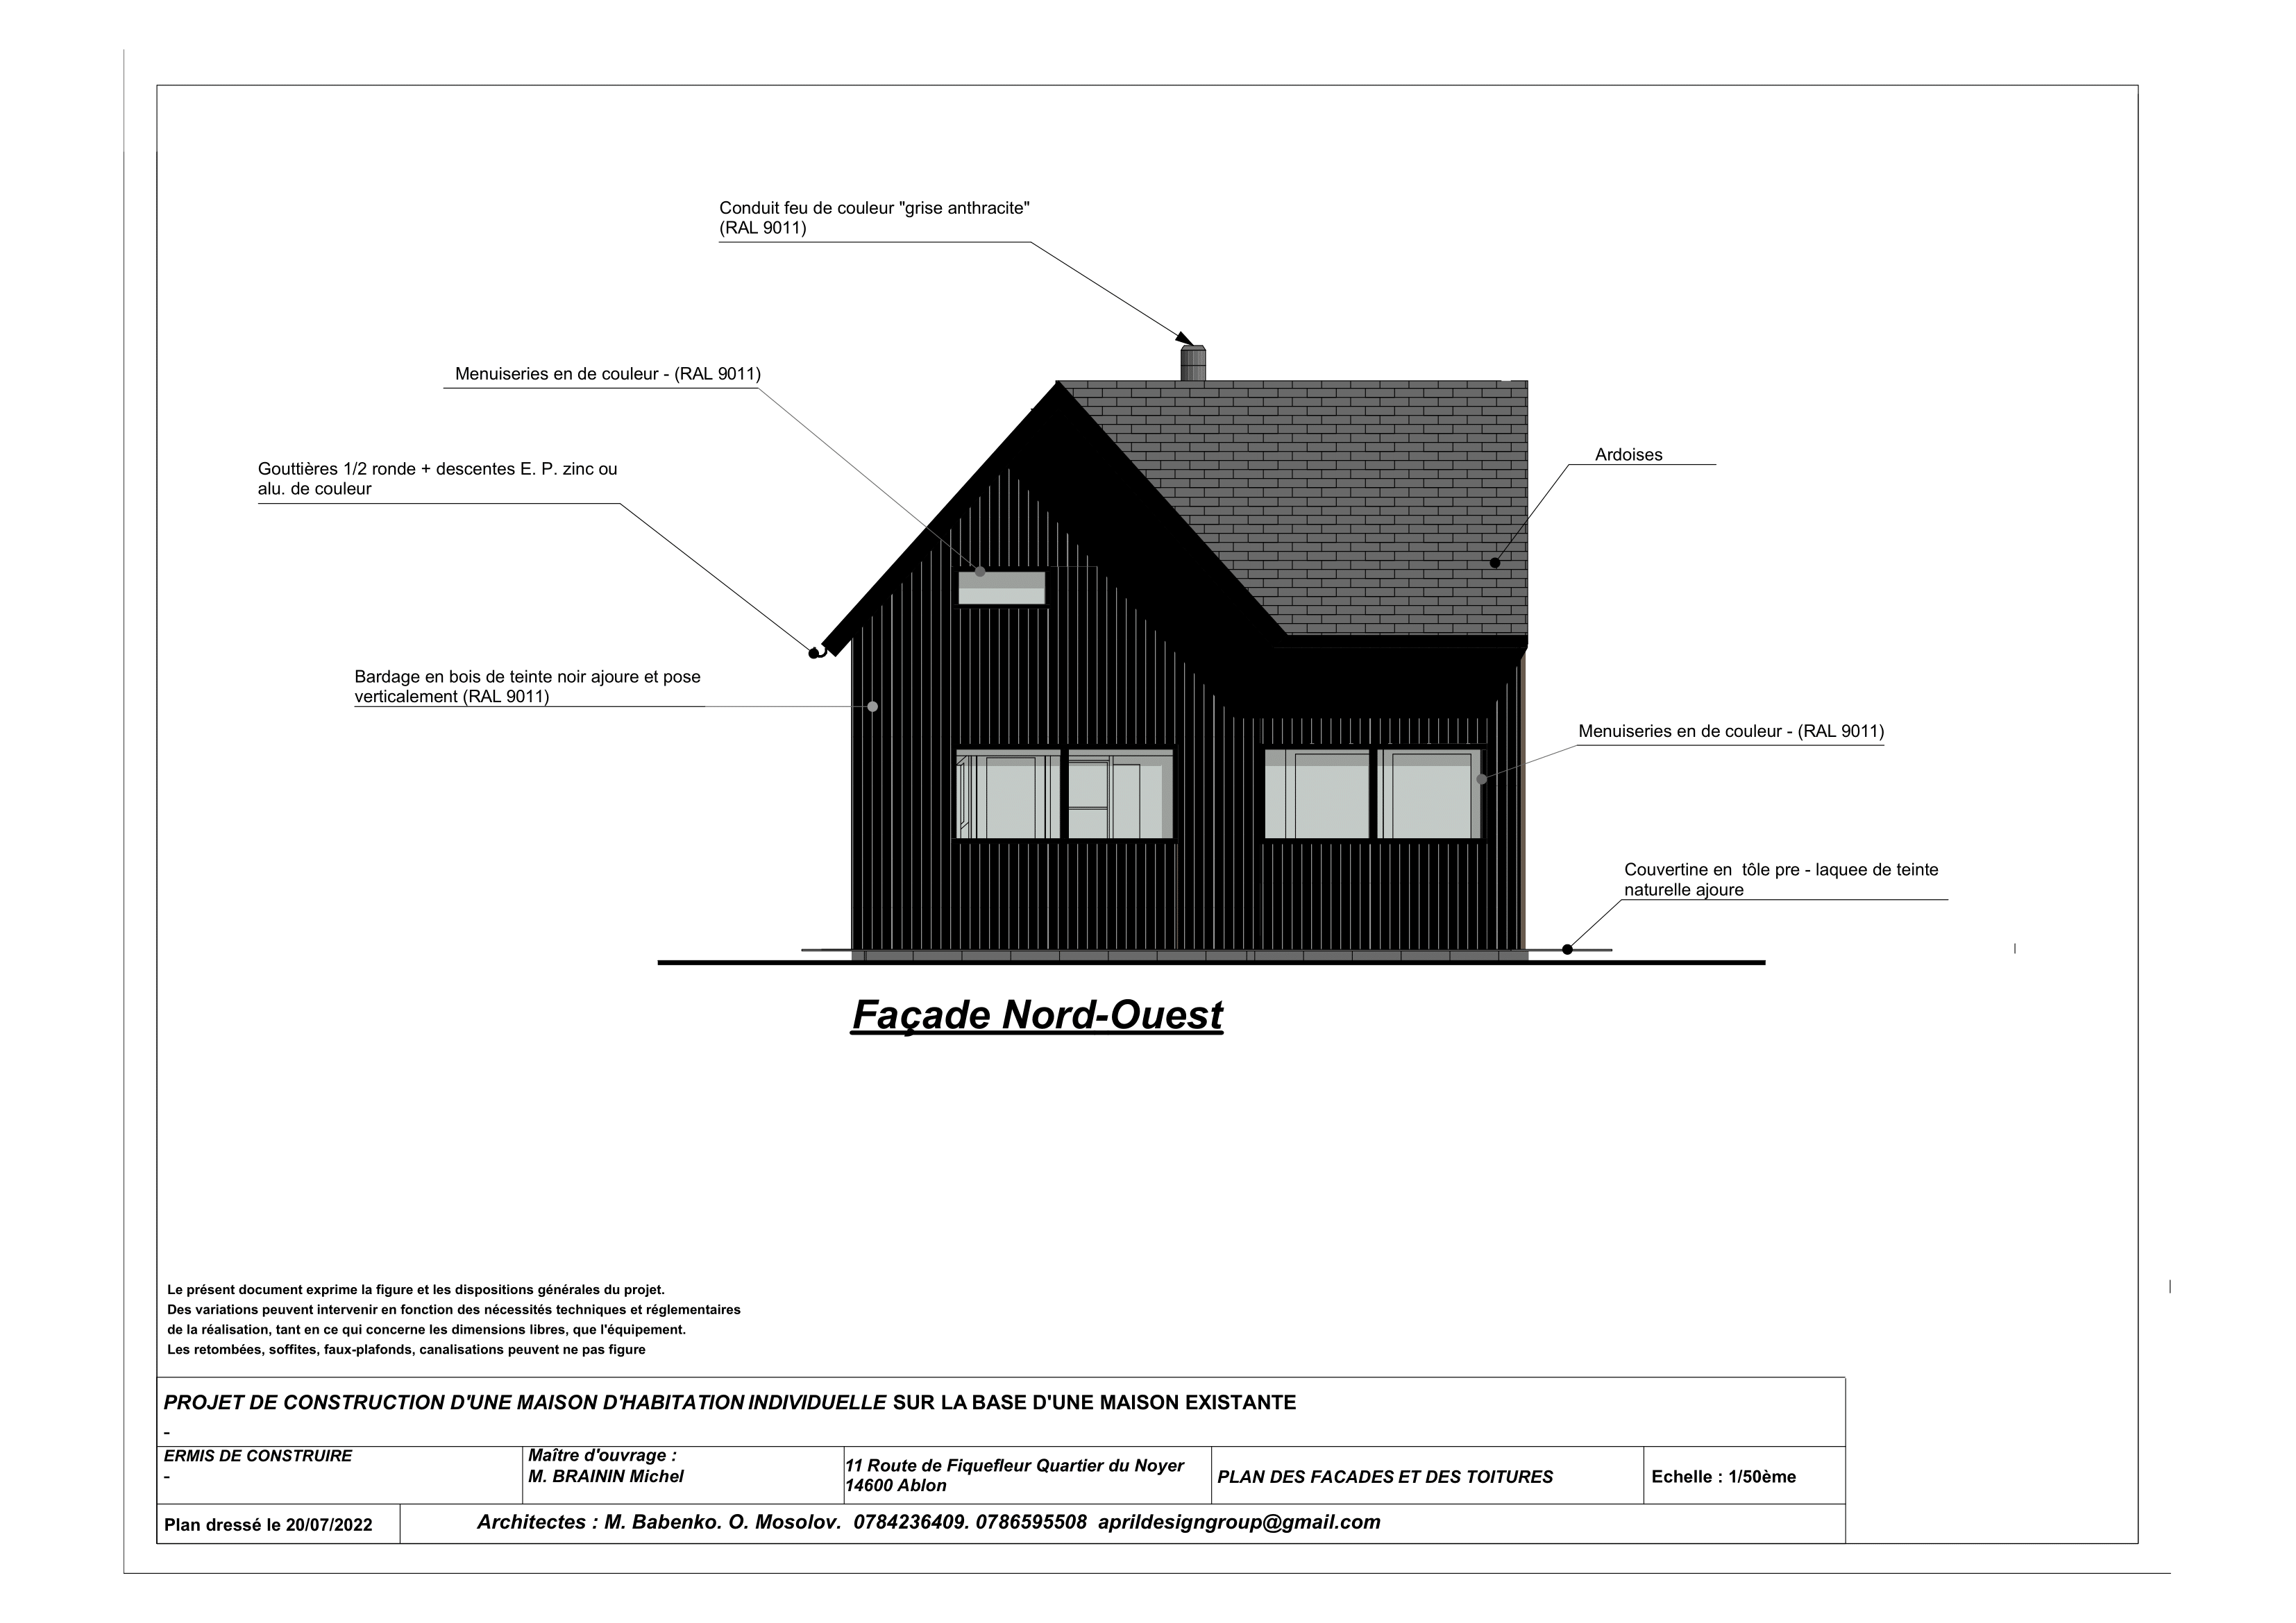 Conduit feu de couleur "grise anthracite"
(RAL 9011)
Menuiseries en de couleur - (RAL 9011)
Ardoises
Gouttières 1/2 ronde + descentes E. P. zinc ou
alu. de couleur
Bardage en bois de teinte noir ajoure et pose
verticalement (RAL 9011)
Menuiseries en de couleur - (RAL 9011)
Couvertine en  tôle pre - laquee de teinte
naturelle ajoure
Façade Nord-Ouest
Le présent document exprime la figure et les dispositions générales du projet.
Des variations peuvent intervenir en fonction des nécessités techniques et réglementaires
de la réalisation, tant en ce qui concerne les dimensions libres, que l'équipement.
Les retombées, soffites, faux-plafonds, canalisations peuvent ne pas figure
PROJET DE CONSTRUCTION D'UNE MAISON D'HABITATION INDIVIDUELLE SUR LA BASE D'UNE MAISON EXISTANTE
-
ERMIS DE CONSTRUIRE
-
Maître d'ouvrage :
M. BRAININ Michel
11 Route de Fiquefleur Quartier du Noyer
14600 Ablon
PLAN DES FACADES ET DES TOITURES
Echelle : 1/50ème
Plan dressé le 20/07/2022
Architectes : M. Babenko. O. Mosolov.  0784236409. 0786595508  aprildesigngroup@gmail.com